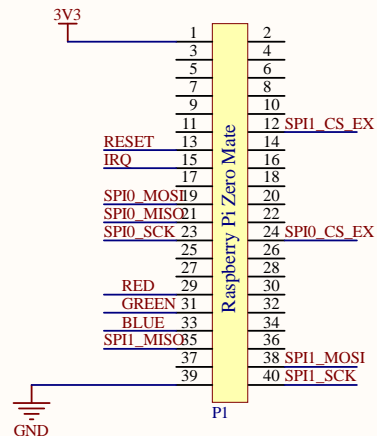 3V3
1 2
3 4
5 6
7 8
9 10
11 12 SPI1_CS_EX
RESET 13 14
IRQ 15 16
17 18
SPI0_MOSI 19 20
SPI0_MISO 21 22
SPI0_SCK 23 24 SPI0_CS_EX
25 26
27 28
RED 29 30
GREEN 31 32
BLUE 33 34
SPI1_MISO 35 36
37 38 SPI1_MOSI
39 40 SPI1_SCK
Raspberry Pi Zero Mate
P1
GND